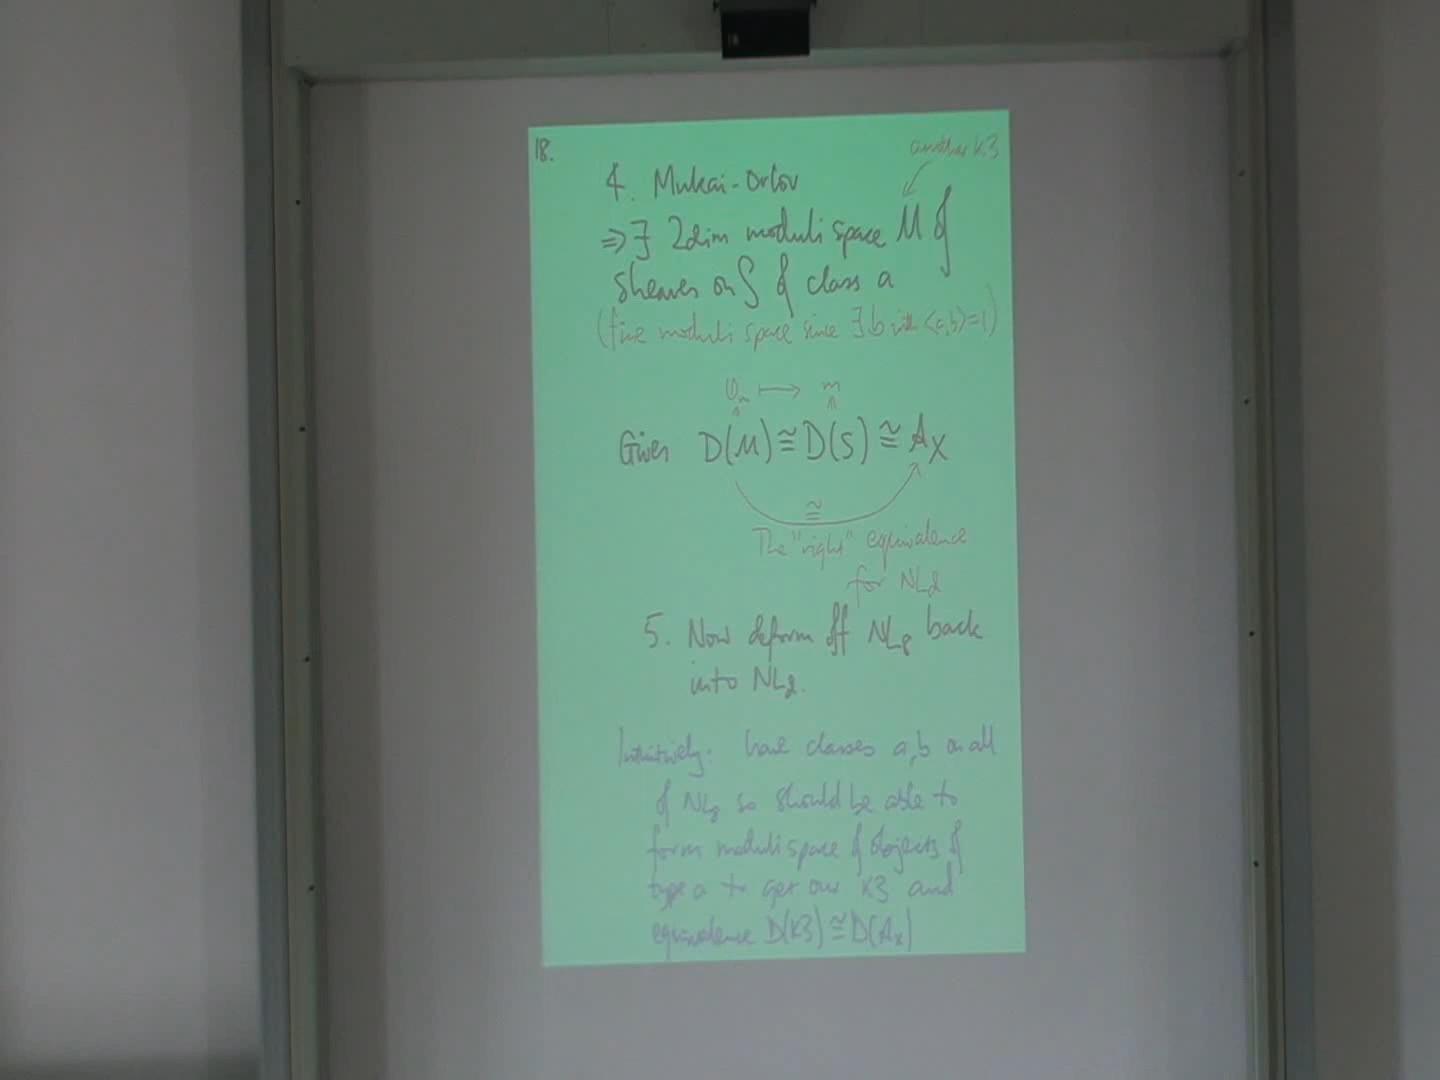 18.
another K3
4. Mukai-Orlov
⇒ ∃ 2dim moduli space M of
sheaves on S of class a
(fine moduli space since ∃ b with <a,b>=1)
O_m ↦ m
Gives D(M) ≅ D(S) ≅ A_X
≅
The "right" equivalence
for NL_d
5. Now deform off NL_8 back
into NL_d.
Intuitively: have classes a,b on all
of NL_d so should be able to
form moduli space of objects of
type a to get our K3 and
equivalence D(K3) ≅ D(A_X)